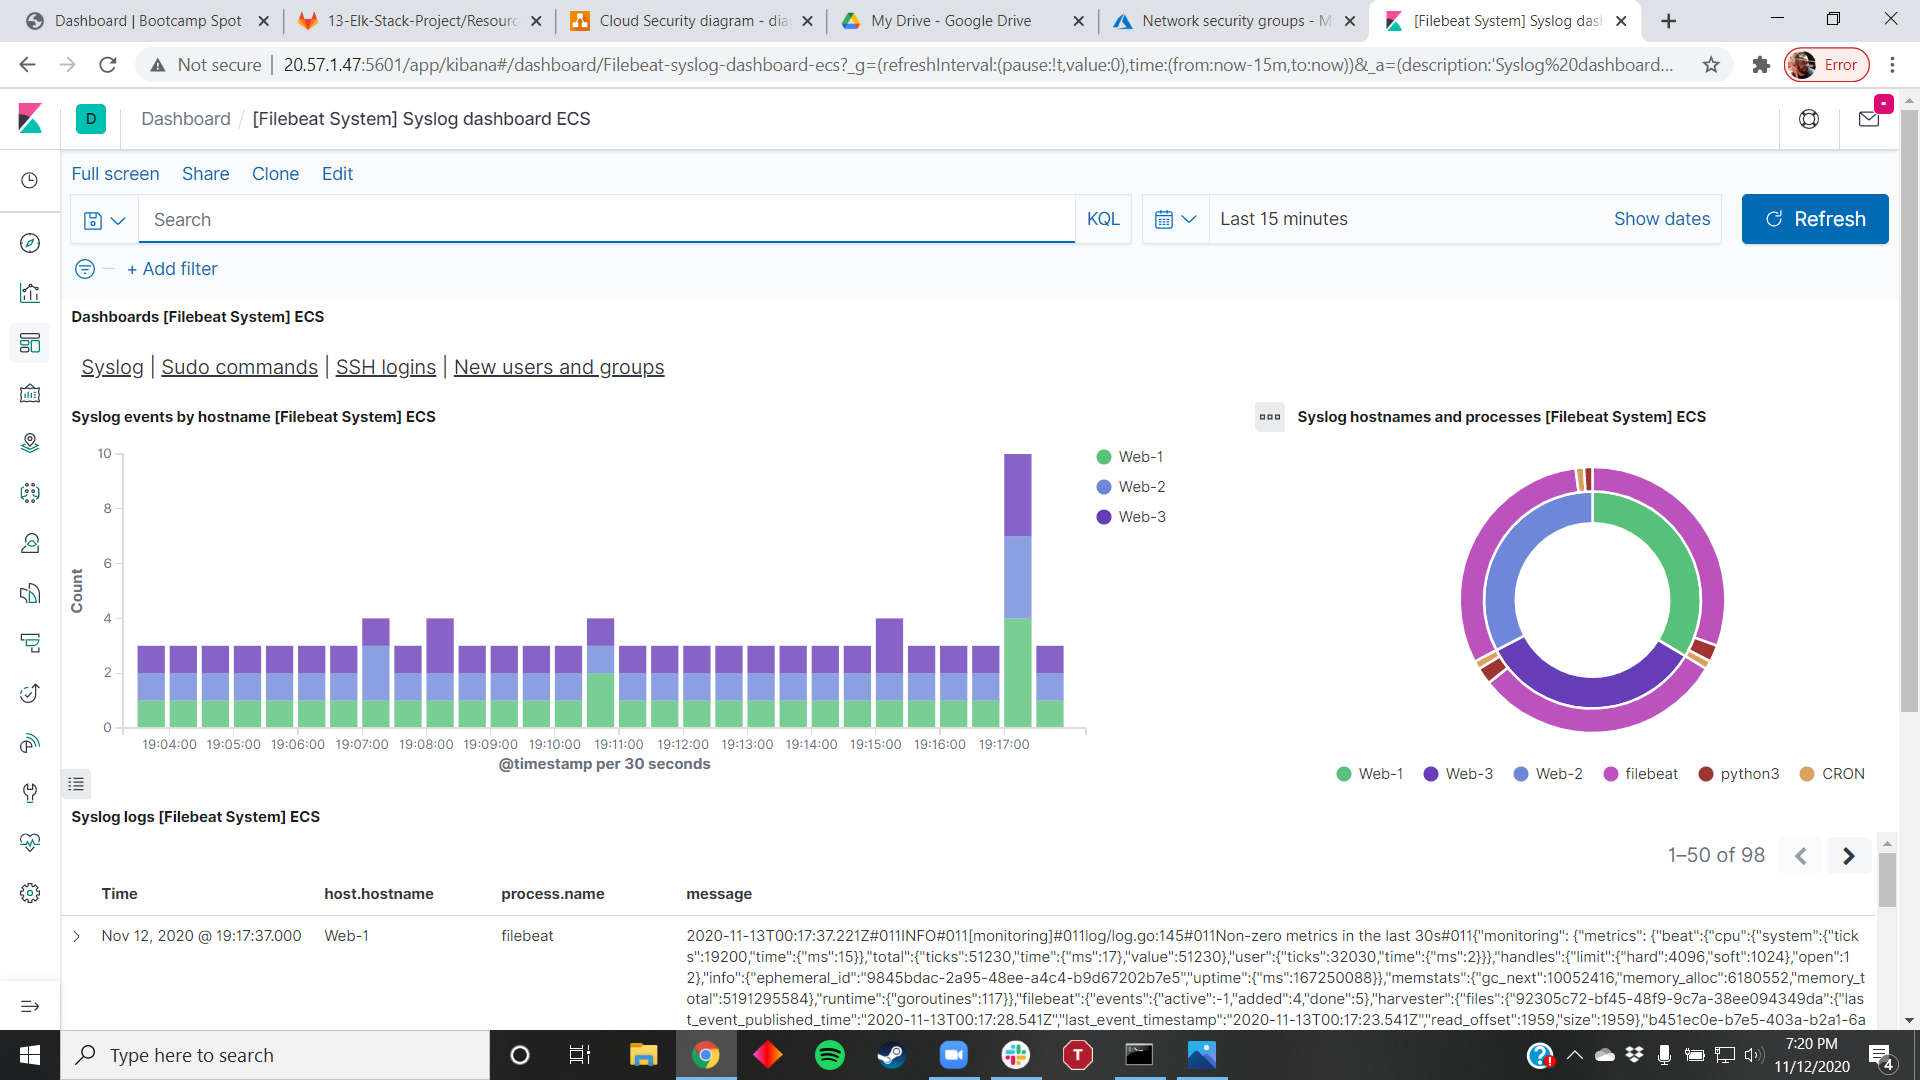 Dashboard | Bootcamp Spot
13-Elk-Stack-Project/Resourc
Cloud Security diagram - dia
My Drive - Google Drive
Network security groups - M
[Filebeat System] Syslog dash
Not secure
20.57.1.47:5601/app/kibana#/dashboard/Filebeat-syslog-dashboard-ecs?_g=(refreshInterval:(pause:!t,value:0),time:(from:now-15m,to:now))&_a=(description:'Syslog%20dashboard...
Error
D
Dashboard / [Filebeat System] Syslog dashboard ECS
Full screen Share Clone Edit
Search
KQL
Last 15 minutes
Show dates
Refresh
+ Add filter
Dashboards [Filebeat System] ECS
Syslog | Sudo commands | SSH logins | New users and groups
Syslog events by hostname [Filebeat System] ECS
Syslog hostnames and processes [Filebeat System] ECS
10
8
6
4
2
0
Count
19:04:00 19:05:00 19:06:00 19:07:00 19:08:00 19:09:00 19:10:00 19:11:00 19:12:00 19:13:00 19:14:00 19:15:00 19:16:00 19:17:00
@timestamp per 30 seconds
Web-1
Web-2
Web-3
Web-1 Web-3 Web-2 filebeat python3 CRON
Syslog logs [Filebeat System] ECS
1–50 of 98
Time host.hostname process.name message
Nov 12, 2020 @ 19:17:37.000 Web-1 filebeat
2020-11-13T00:17:37.221Z#011INFO#011[monitoring]#011log/log.go:145#011Non-zero metrics in the last 30s#011{"monitoring": {"metrics": {"beat":{"cpu":{"system":{"tick
s":19200,"time":{"ms":15}},"total":{"ticks":51230,"time":{"ms":17},"value":51230},"user":{"ticks":32030,"time":{"ms":2}}},"handles":{"limit":{"hard":4096,"soft":1024},"open":1
2},"info":{"ephemeral_id":"9845bdac-2a95-48ee-a4c4-b9d67202b7e5","uptime":{"ms":167250088}},"memstats":{"gc_next":10052416,"memory_alloc":6180552,"memory_t
otal":5191295584},"runtime":{"goroutines":117}},"filebeat":{"events":{"active":-1,"added":4,"done":5},"harvester":{"files":{"92305c72-bf45-48f9-9c7a-38ee094349da":{"las
t_event_published_time":"2020-11-13T00:17:28.541Z","last_event_timestamp":"2020-11-13T00:17:23.541Z","read_offset":1959,"size":1959},"b451ec0e-b7e5-403a-b2a1-6a
Type here to search
T
7:20 PM
11/12/2020
4